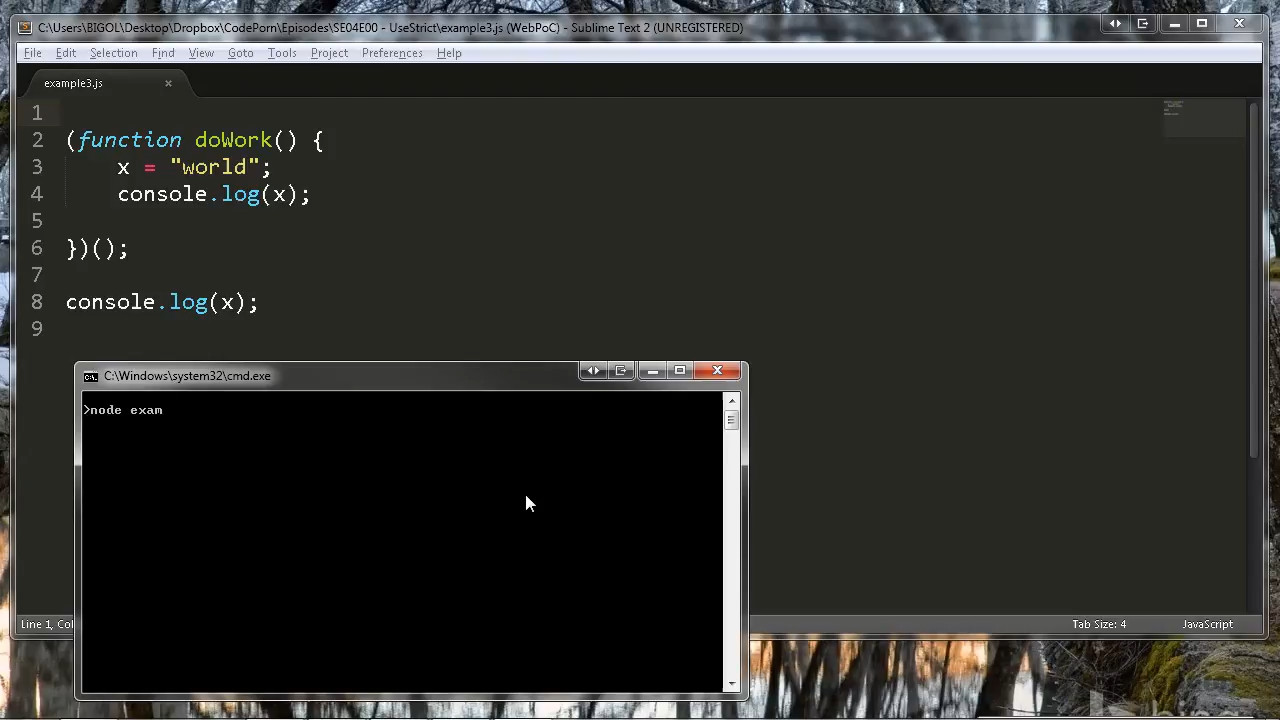 C:\Users\BIGOL\Desktop\Dropbox\CodePorn\Episodes\SE04E00 - UseStrict\example3.js (WebPoC) - Sublime Text 2 (UNREGISTERED)
File Edit Selection Find View Goto Tools Project Preferences Help
example3.js
1
2 (function doWork() {
3 x = "world";
4 console.log(x);
5
6 })();
7
8 console.log(x);
9
C:\Windows\system32\cmd.exe
>node exam
Line 1, Co
Tab Size: 4 JavaScript